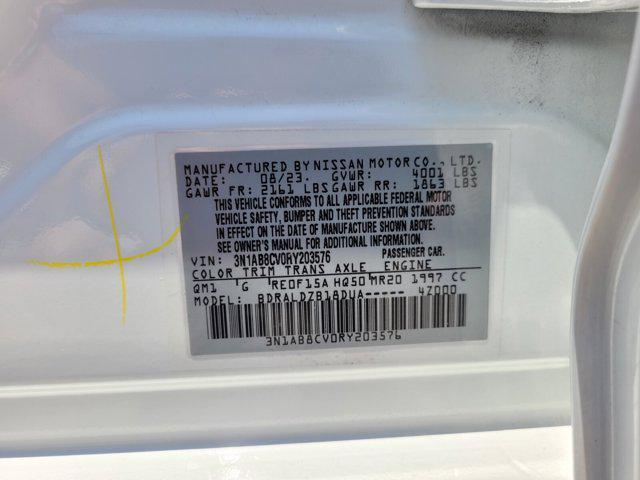 MANUFACTURED BY NISSAN MOTOR CO., LTD.
DATE: 08/23. GVWR: 4001 LBS
GAWR FR: 2161 LBS GAWR RR: 1863 LBS
THIS VEHICLE CONFORMS TO ALL APPLICABLE FEDERAL MOTOR
VEHICLE SAFETY, BUMPER AND THEFT PREVENTION STANDARDS
IN EFFECT ON THE DATE OF MANUFACTURE SHOWN ABOVE.
SEE OWNER'S MANUAL FOR ADDITIONAL INFORMATION.
VIN: 3N1AB8CV0RY203576 PASSENGER CAR.
COLOR TRIM TRANS AXLE ENGINE
QM1 G RE0F15A HQ50 MR20 1997 CC
MODEL: BDRALDZB18DUA----- 4Z000
3N1AB8CV0RY203576